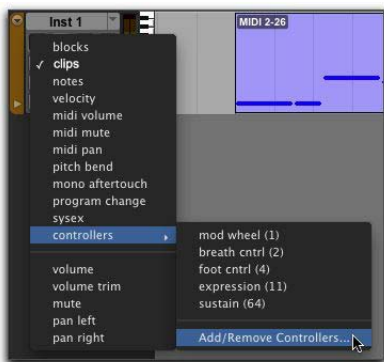 Inst 1
MIDI 2-26
blocks
✓ clips
notes
velocity
midi volume
midi mute
midi pan
pitch bend
mono aftertouch
program change
sysex
controllers
mod wheel (1)
breath cntrl (2)
foot cntrl (4)
expression (11)
sustain (64)
Add/Remove Controllers...
volume
volume trim
mute
pan left
pan right